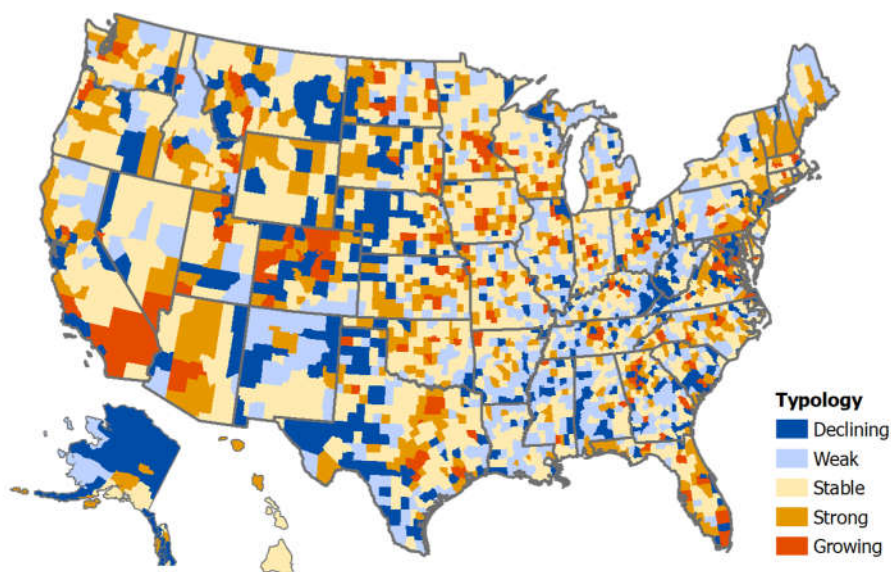 Typology
Declining
Weak
Stable
Strong
Growing